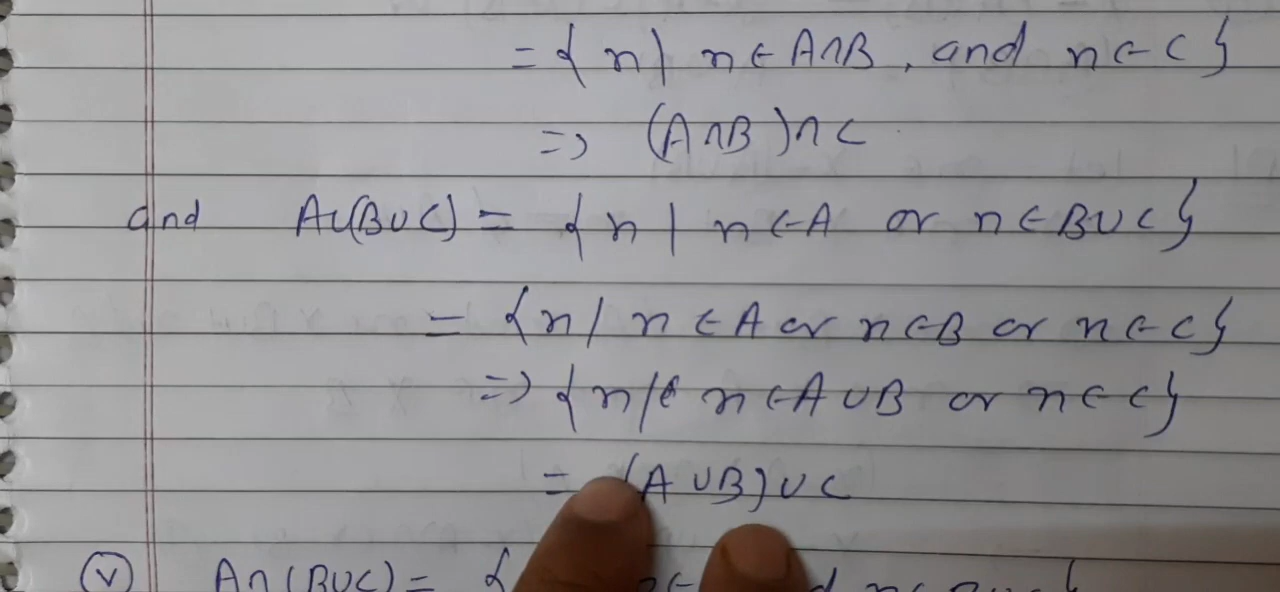 = { n | n ∈ A∩B, and n ∈ C }
=> (A∩B)∩C
and A∪(B∪C) = { n | n ∈ A or n ∈ B∪C }
= { n / n ∈ A or n ∈ B or n ∈ C }
=> { n / n ∈ A∪B or n ∈ C }
= (A∪B)∪C
(v) A∩(B∪C) = {